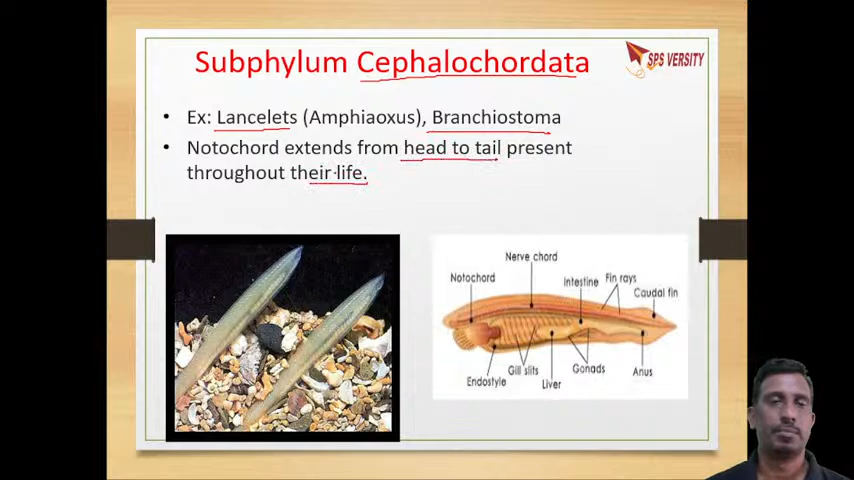 Subphylum Cephalochordata
SPS VERSITY
• Ex: Lancelets (Amphiaoxus), Branchiostoma
• Notochord extends from head to tail present
throughout their life.
Nerve chord
Notochord
Intestine
Fin rays
Caudal fin
Endostyle
Gill slits
Liver
Gonads
Anus